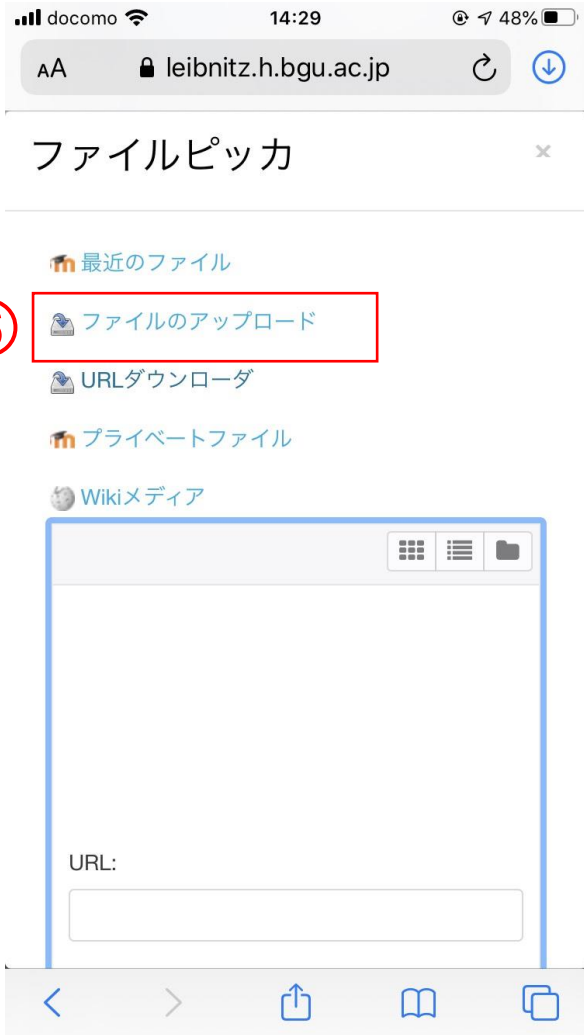 docomo 14:29 48%
AA leibnitz.h.bgu.ac.jp
ファイルピッカ ×
最近のファイル
ファイルのアップロード
URLダウンローダ
プライベートファイル
Wikiメディア
URL: